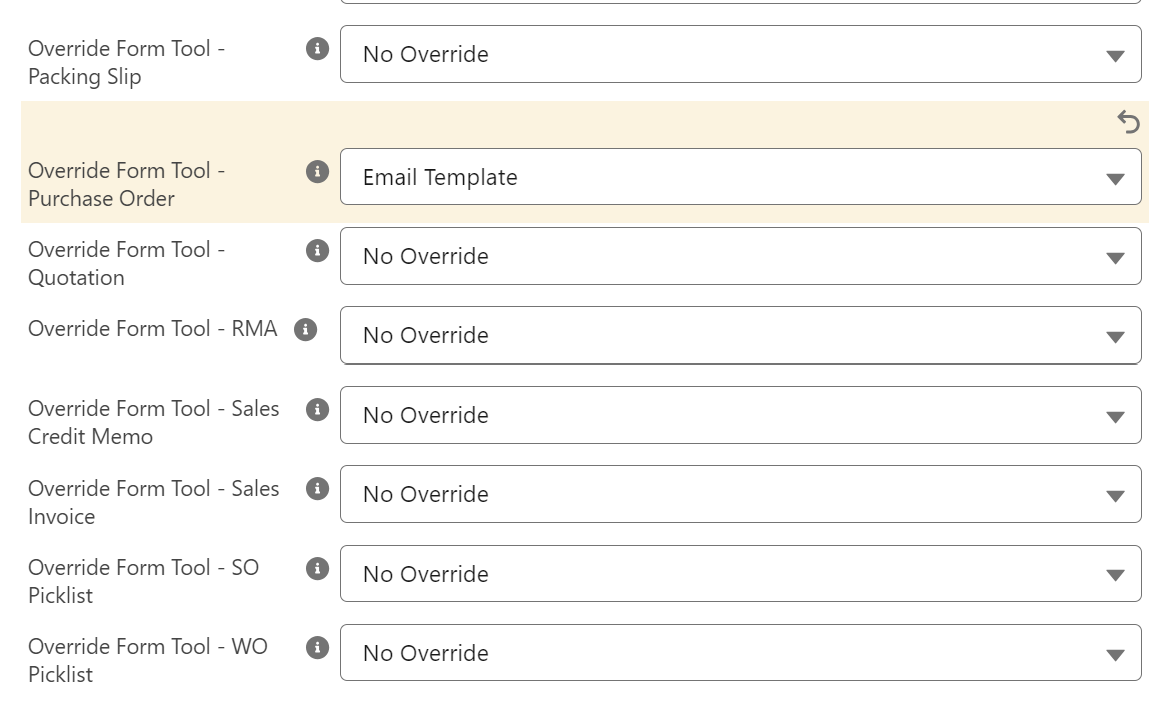 Override Form Tool -
Packing Slip
No Override
Override Form Tool -
Purchase Order
Email Template
Override Form Tool -
Quotation
No Override
Override Form Tool - RMA
No Override
Override Form Tool - Sales
Credit Memo
No Override
Override Form Tool - Sales
Invoice
No Override
Override Form Tool - SO
Picklist
No Override
Override Form Tool - WO
Picklist
No Override